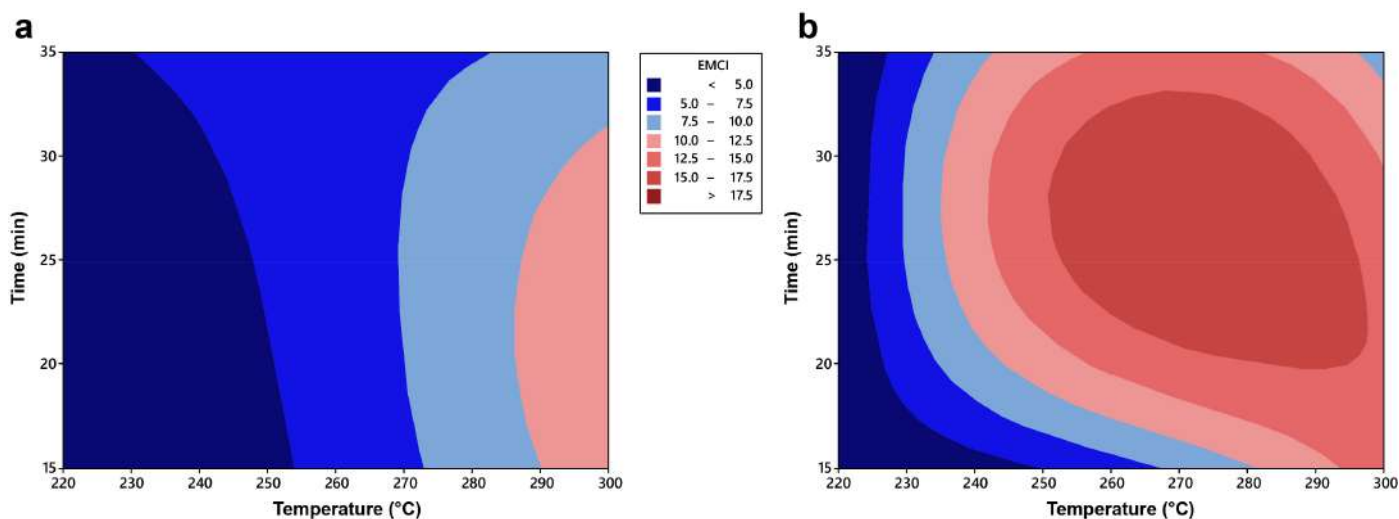 a
35
30
25
20
15
Time (min)
220 230 240 250 260 270 280 290 300
Temperature (°C)
EMCI
< 5.0
5.0 – 7.5
7.5 – 10.0
10.0 – 12.5
12.5 – 15.0
15.0 – 17.5
> 17.5
b
35
30
25
20
15
Time (min)
220 230 240 250 260 270 280 290 300
Temperature (°C)